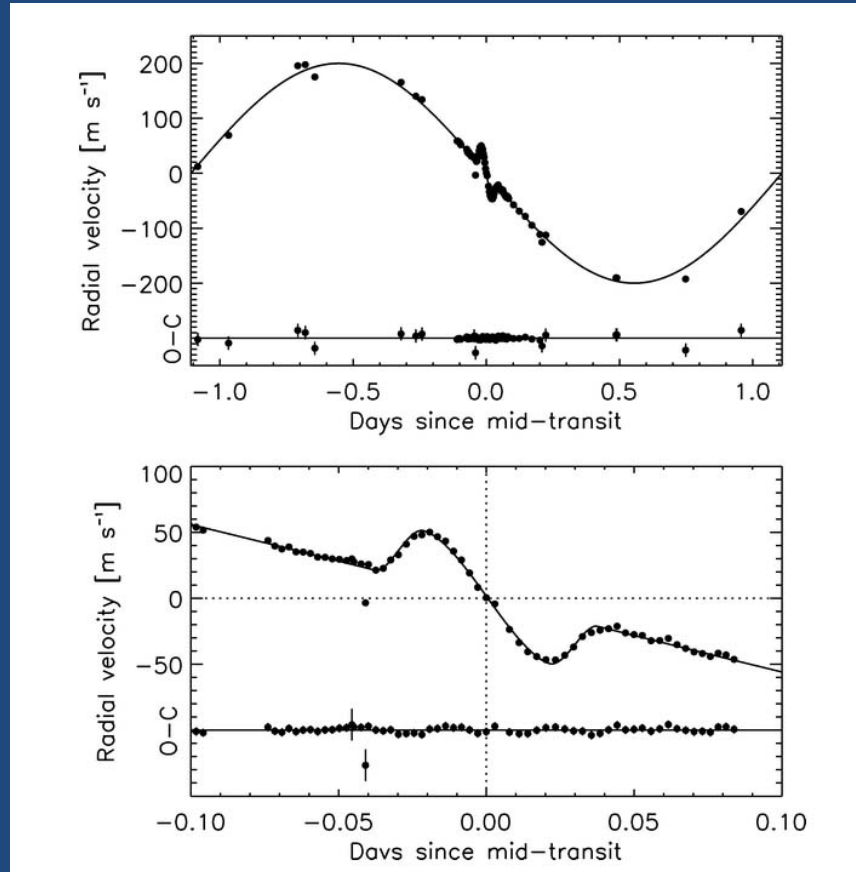 200
100
0
−100
−200
Radial velocity [m s⁻¹]
O−C
−1.0 −0.5 0.0 0.5 1.0
Days since mid−transit
100
50
0
−50
Radial velocity [m s⁻¹]
O−C
−0.10 −0.05 0.00 0.05 0.10
Days since mid−transit